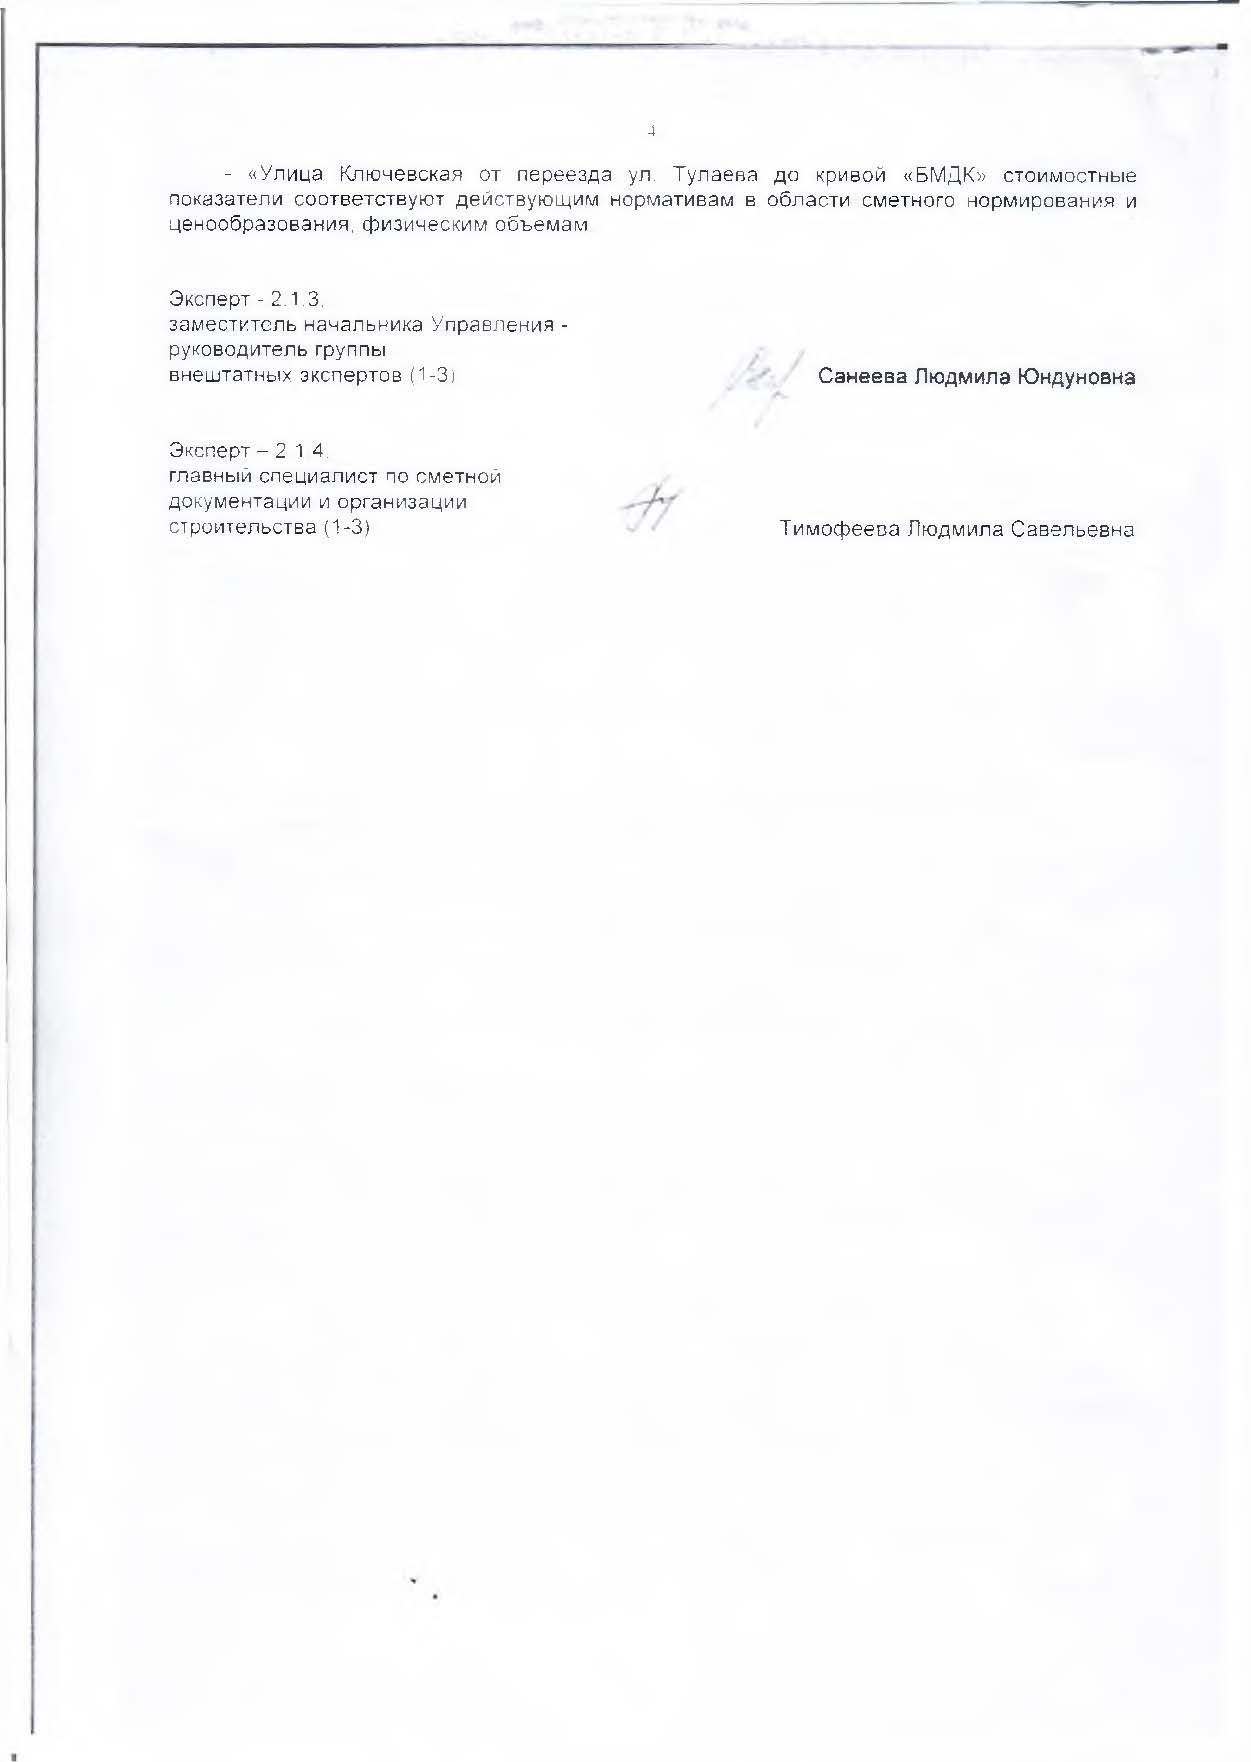 4
- «Улица Ключевская от переезда ул. Тулаева до кривой «БМДК» стоимостные
показатели соответствуют действующим нормативам в области сметного нормирования и
ценообразования, физическим объемам
Эксперт - 2.1.3,
заместитель начальника Управления -
руководитель группы
внештатных экспертов (1-3)
Санеева Людмила Юндуновна
Эксперт – 2 1 4,
главный специалист по сметной
документации и организации
строительства (1-3)
Тимофеева Людмила Савельевна